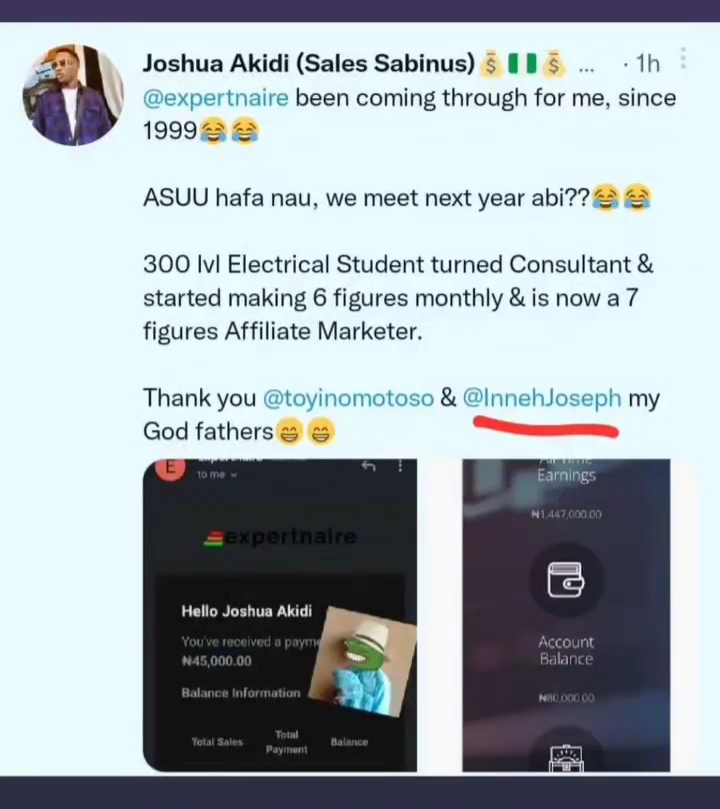 Joshua Akidi (Sales Sabinus)💰🇳🇬💰 ... · 1h
@expertnaire been coming through for me, since
1999😂😂
ASUU hafa nau, we meet next year abi??😂😂
300 lvl Electrical Student turned Consultant &
started making 6 figures monthly & is now a 7
figures Affiliate Marketer.
Thank you @toyinomotoso & @InnehJoseph my
God fathers😁😁
E
to me
expertnaire
Hello Joshua Akidi
You've received a
₦45,000.00
Balance Information
Total Sales
Total
Payment
Balance
Earnings
₦1,447,000.00
Account
Balance
₦80,000.00